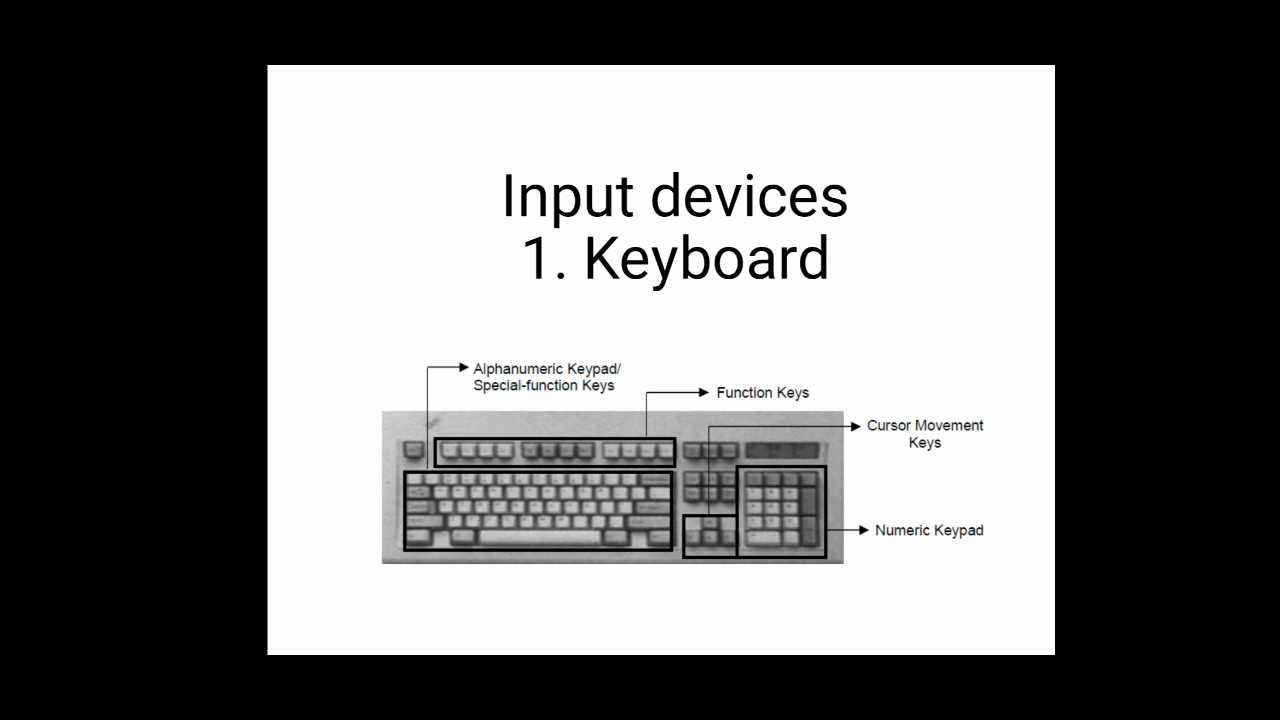 Input devices
1. Keyboard
Alphanumeric Keypad/
Special-function Keys
Function Keys
Cursor Movement
Keys
Numeric Keypad